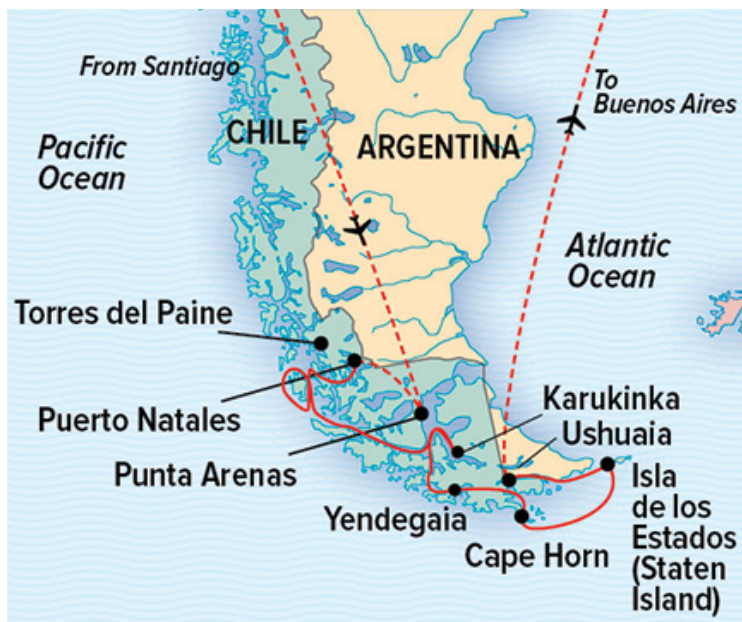 From Santiago
To
Buenos Aires
CHILE
ARGENTINA
Pacific
Ocean
Atlantic
Ocean
Torres del Paine
Puerto Natales
Karukinka
Ushuaia
Punta Arenas
Isla
de los
Estados
(Staten
Island)
Yendegaia
Cape Horn